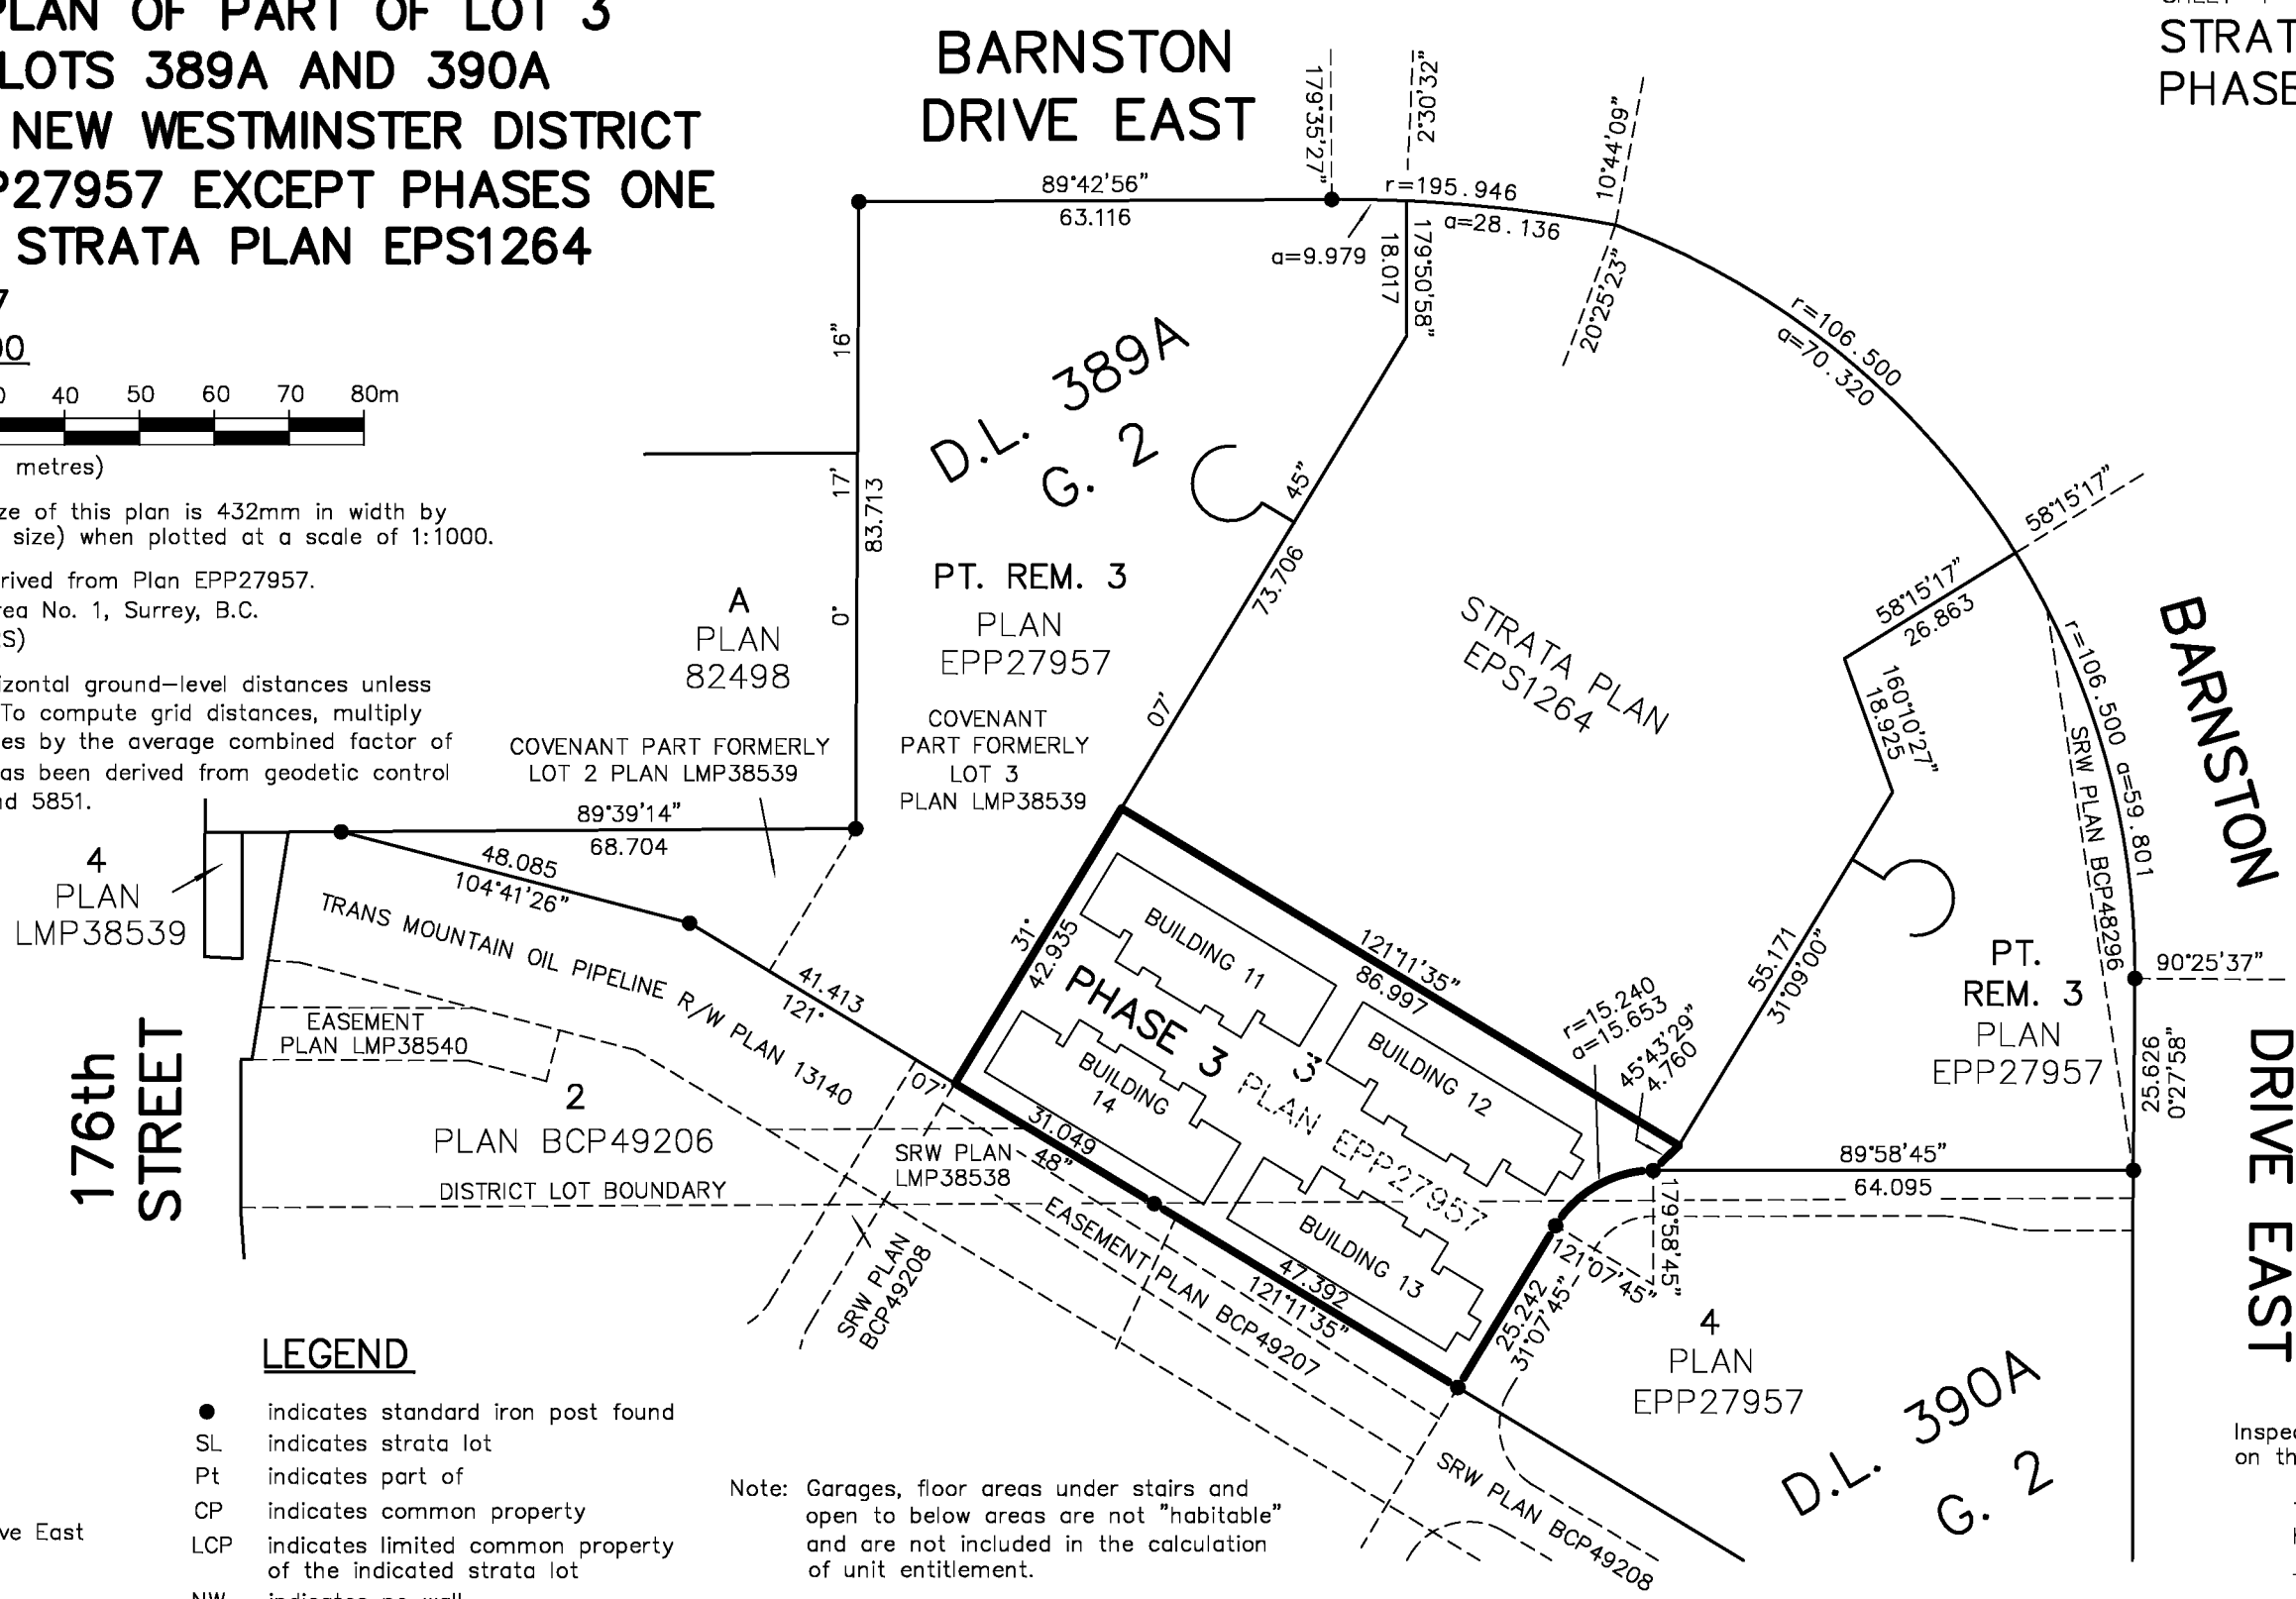 PLAN OF PART OF LOT 3
LOTS 389A AND 390A
NEW WESTMINSTER DISTRICT
P27957 EXCEPT PHASES ONE
STRATA PLAN EPS1264
40 50 60 70 80m
metres)
size of this plan is 432mm in width by
size) when plotted at a scale of 1:1000.
rived from Plan EPP27957.
rea No. 1, Surrey, B.C.
izontal ground-level distances unless
To compute grid distances, multiply
es by the average combined factor of
as been derived from geodetic control
nd 5851.
BARNSTON
DRIVE EAST
STRAT
PHASE
179°35'27"
2°30'32"
10°44'09"
89°42'56"
63.116
r=195.946
a=28.136
a=9.979
18.017
179°50'58"
20°25'23"
r=106.500
a=70.320
16"
17'
0°
83.713
D.L. 389A
G. 2
45"
73.706
07'
58°15'17"
58°15'17"
26.863
160°10'27"
18.925
r=106.500 a=59.801
SRW PLAN BCP48296
BARNSTON
DRIVE EAST
A
PLAN
82498
PT. REM. 3
PLAN
EPP27957
COVENANT
PART FORMERLY
LOT 3
PLAN LMP38539
STRATA PLAN
EPS1264
COVENANT PART FORMERLY
LOT 2 PLAN LMP38539
89°39'14"
68.704
48.085
104°41'26"
4
PLAN
LMP38539
TRANS MOUNTAIN OIL PIPELINE R/W PLAN 13140
41.413
121°
07'
31°
42.935
BUILDING 11
PHASE 3
121°11'35"
86.997
BUILDING 12
BUILDING
14
3
PLAN EPP27957
BUILDING 13
r=15.240
a=15.653
45°43'29"
4.760
55.171
31°09'00"
PT.
REM. 3
PLAN
EPP27957
90°25'37"
25.626
0°27'58"
89°58'45"
64.095
179°58'45"
121°07'45"
25.242
31°07'45"
EASEMENT
PLAN LMP38540
176th
STREET
2
PLAN BCP49206
SRW PLAN
LMP38538
31.049
48"
DISTRICT LOT BOUNDARY
SRW PLAN
BCP49208
EASEMENT PLAN BCP49207
47.392
121°11'35"
4
PLAN
EPP27957
D.L. 390A
G. 2
SRW PLAN BCP49208
LEGEND
indicates standard iron post found
SL indicates strata lot
Pt indicates part of
CP indicates common property
LCP indicates limited common property
of the indicated strata lot
ve East
Note: Garages, floor areas under stairs and
open to below areas are not "habitable"
and are not included in the calculation
of unit entitlement.
Inspe
on th